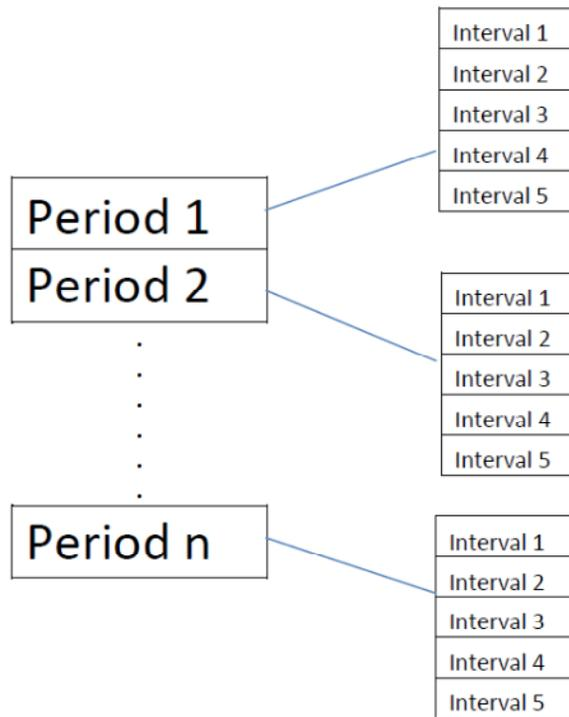 Interval 1
Interval 2
Interval 3
Interval 4
Interval 5
Period 1
Period 2
Interval 1
Interval 2
Interval 3
Interval 4
Interval 5
Period n
Interval 1
Interval 2
Interval 3
Interval 4
Interval 5